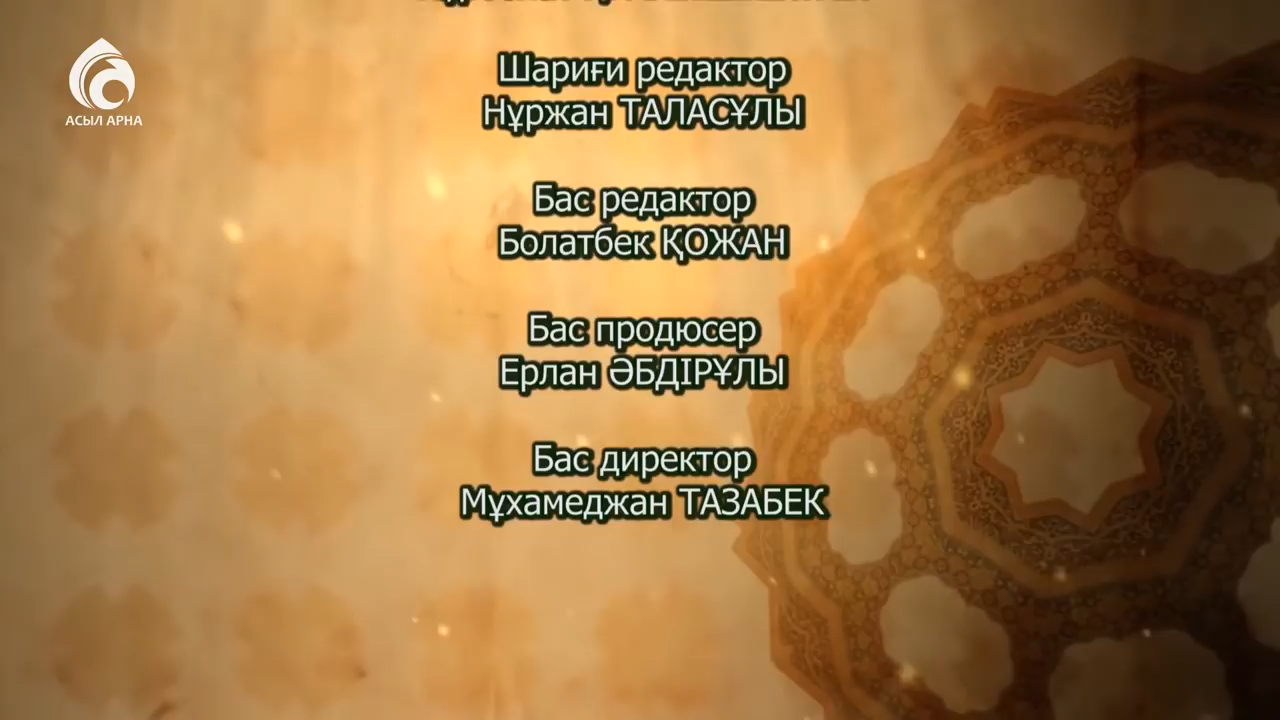 АСЫЛ АРНА
Шариғи редактор
Нұржан ТАЛАСҰЛЫ
Бас редактор
Болатбек ҚОЖАН
Бас продюсер
Ерлан ӘБДІРҰЛЫ
Бас директор
Мұхамеджан ТАЗАБЕК